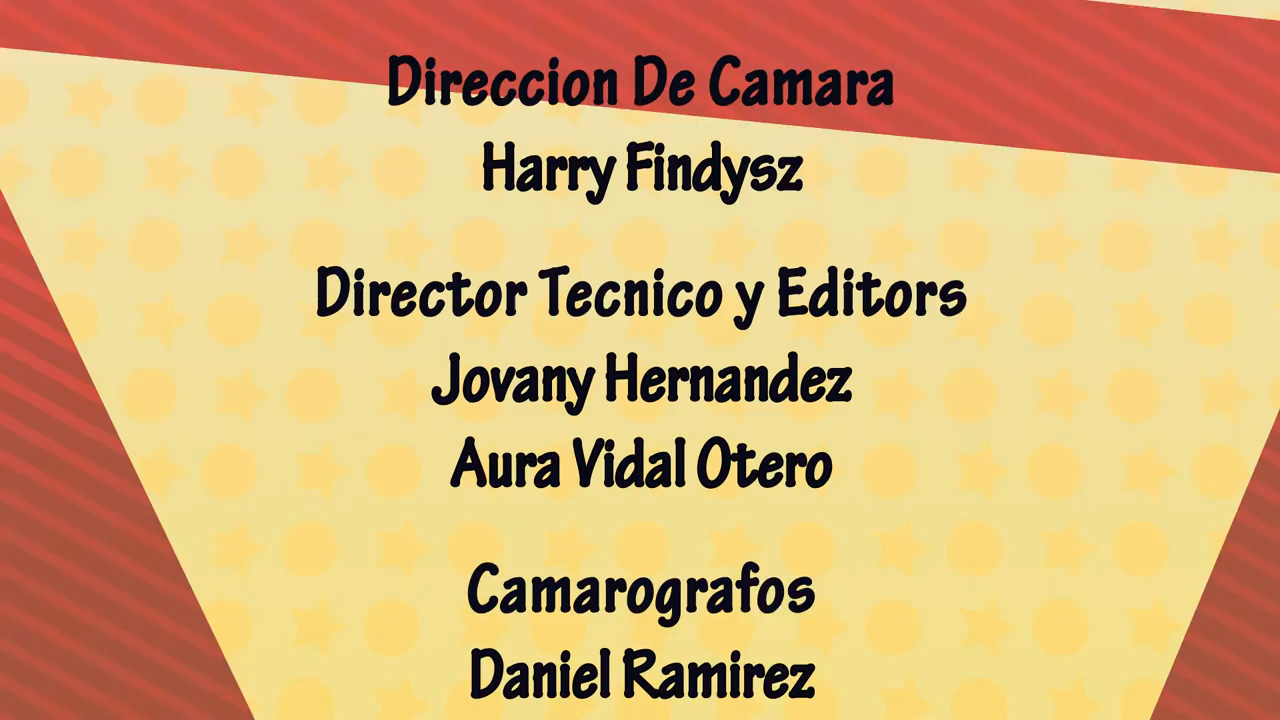 Direccion De Camara
Harry Findysz
Director Tecnico y Editors
Jovany Hernandez
Aura Vidal Otero
Camarografos
Daniel Ramirez